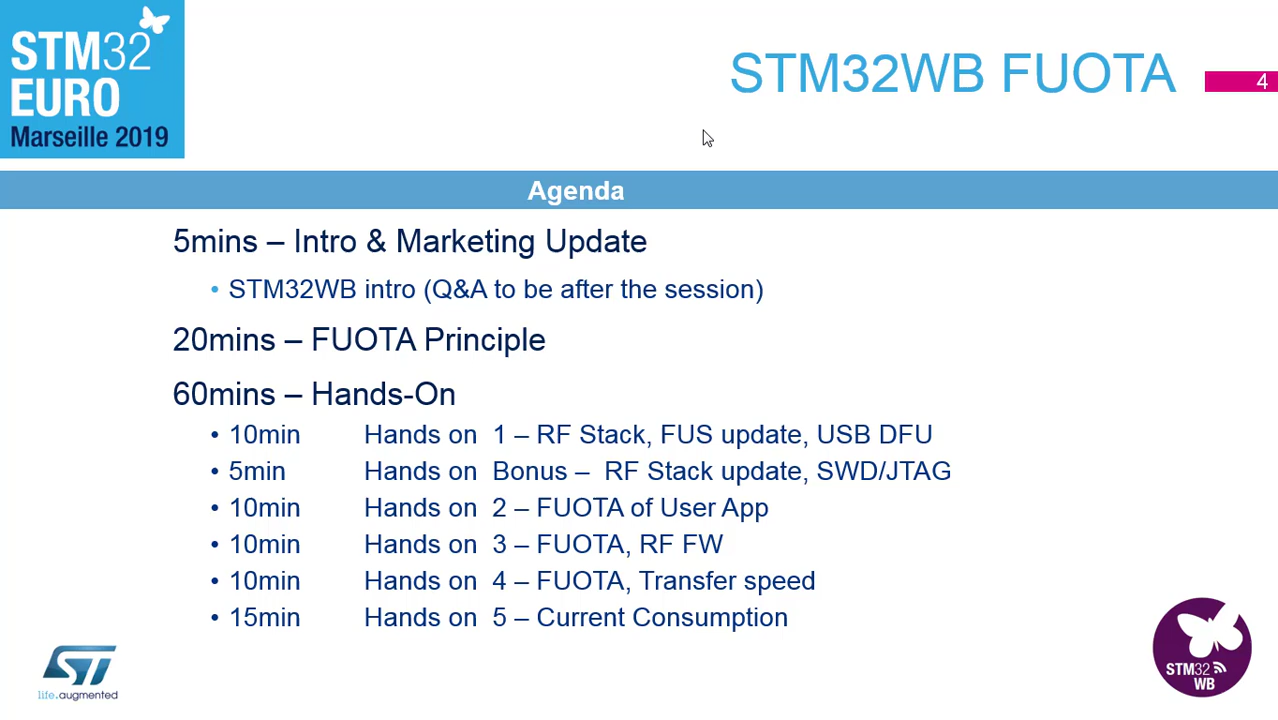 STM32
EURO
Marseille 2019
STM32WB FUOTA
4
Agenda
5mins – Intro & Marketing Update
• STM32WB intro (Q&A to be after the session)
20mins – FUOTA Principle
60mins – Hands-On
• 10min Hands on 1 – RF Stack, FUS update, USB DFU
• 5min Hands on Bonus – RF Stack update, SWD/JTAG
• 10min Hands on 2 – FUOTA of User App
• 10min Hands on 3 – FUOTA, RF FW
• 10min Hands on 4 – FUOTA, Transfer speed
• 15min Hands on 5 – Current Consumption
ST
life.augmented
STM32
WB